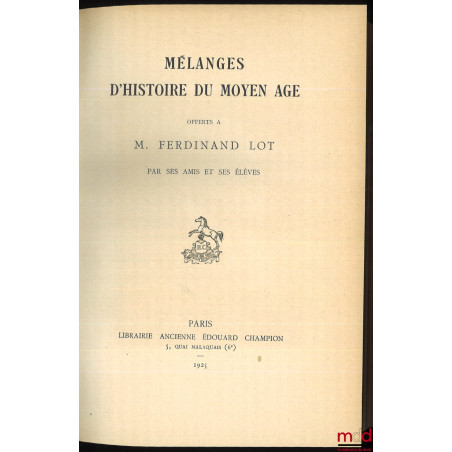 MÉLANGES
D'HISTOIRE DU MOYEN AGE
OFFERTS A
M. FERDINAND LOT
PAR SES AMIS ET SES ÉLÈVES
PARIS
LIBRAIRIE ANCIENNE ÉDOUARD CHAMPION
5, QUAI MALAQUAIS (6ᵉ)
1925
mdd